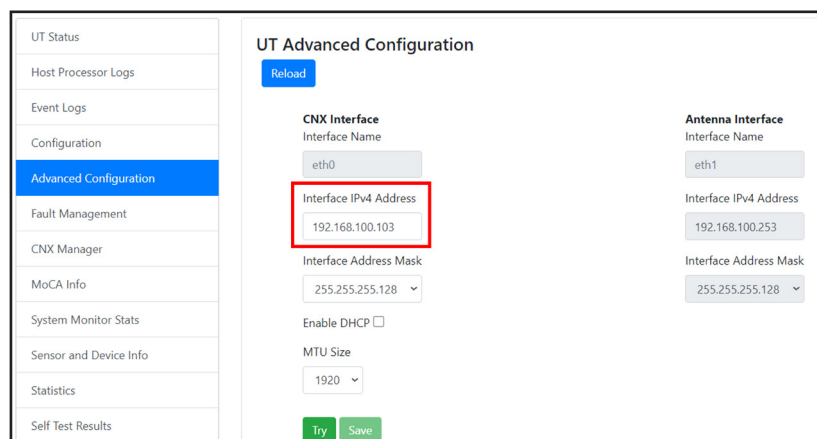 UT Status
Host Processor Logs
Event Logs
Configuration
Advanced Configuration
Fault Management
CNX Manager
MoCA Info
System Monitor Stats
Sensor and Device Info
Statistics
Self Test Results
UT Advanced Configuration
Reload
CNX Interface
Interface Name
eth0
Interface IPv4 Address
192.168.100.103
Interface Address Mask
255.255.255.128
Enable DHCP
MTU Size
1920
Try Save
Antenna Interface
Interface Name
eth1
Interface IPv4 Address
192.168.100.253
Interface Address Mask
255.255.255.128